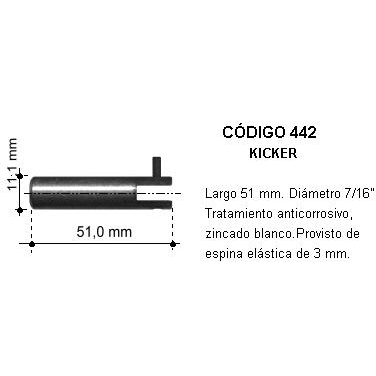 CÓDIGO 442
KICKER
11,1 mm
51,0 mm
Largo 51 mm. Diámetro 7/16"
Tratamiento anticorrosivo,
zincado blanco.Provisto de
espina elástica de 3 mm.